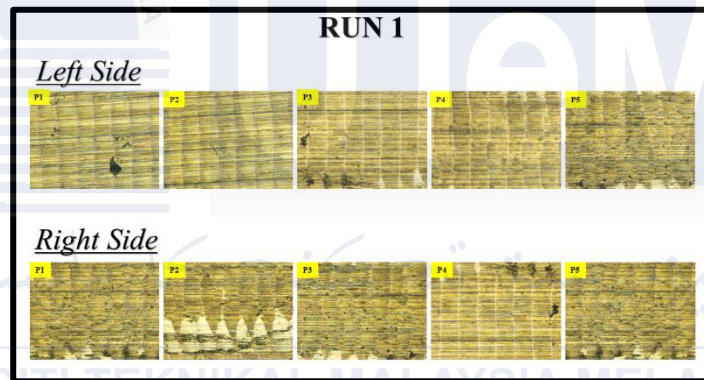 RUN 1
Left Side
P1 P2 P3 P4 P5
Right Side
P1 P2 P3 P4 P5